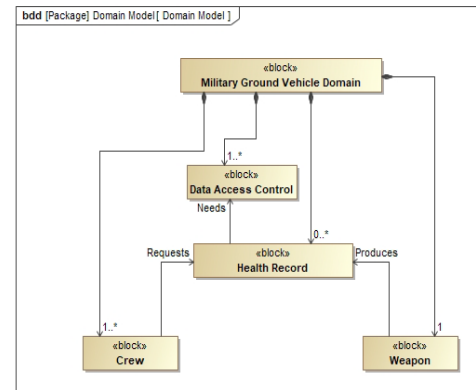 bdd [Package] Domain Model[ Domain Model ]
«block»
Military Ground Vehicle Domain
1..*
«block»
Data Access Control
Needs
0..*
Requests
«block»
Health Record
Produces
1..*
«block»
Crew
1
«block»
Weapon